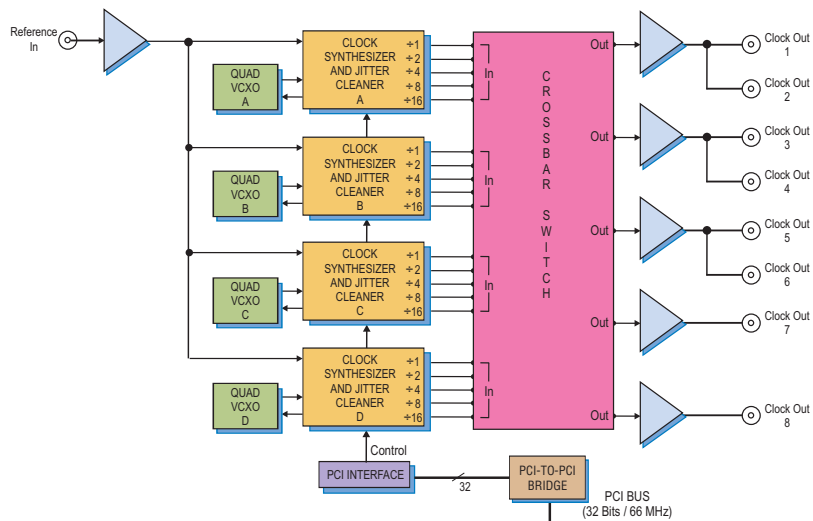 Reference
In
QUAD
VCXO
A
CLOCK
SYNTHESIZER
AND JITTER
CLEANER
A
÷1
÷2
÷4
÷8
÷16
In
QUAD
VCXO
B
CLOCK
SYNTHESIZER
AND JITTER
CLEANER
B
÷1
÷2
÷4
÷8
÷16
In
QUAD
VCXO
C
CLOCK
SYNTHESIZER
AND JITTER
CLEANER
C
÷1
÷2
÷4
÷8
÷16
In
QUAD
VCXO
D
CLOCK
SYNTHESIZER
AND JITTER
CLEANER
D
÷1
÷2
÷4
÷8
÷16
In
CROSSBAR SWITCH
Out
Out
Out
Out
Out
Clock Out
1
Clock Out
2
Clock Out
3
Clock Out
4
Clock Out
5
Clock Out
6
Clock Out
7
Clock Out
8
Control
PCI INTERFACE
32
PCI-TO-PCI
BRIDGE
PCI BUS
(32 Bits / 66 MHz)